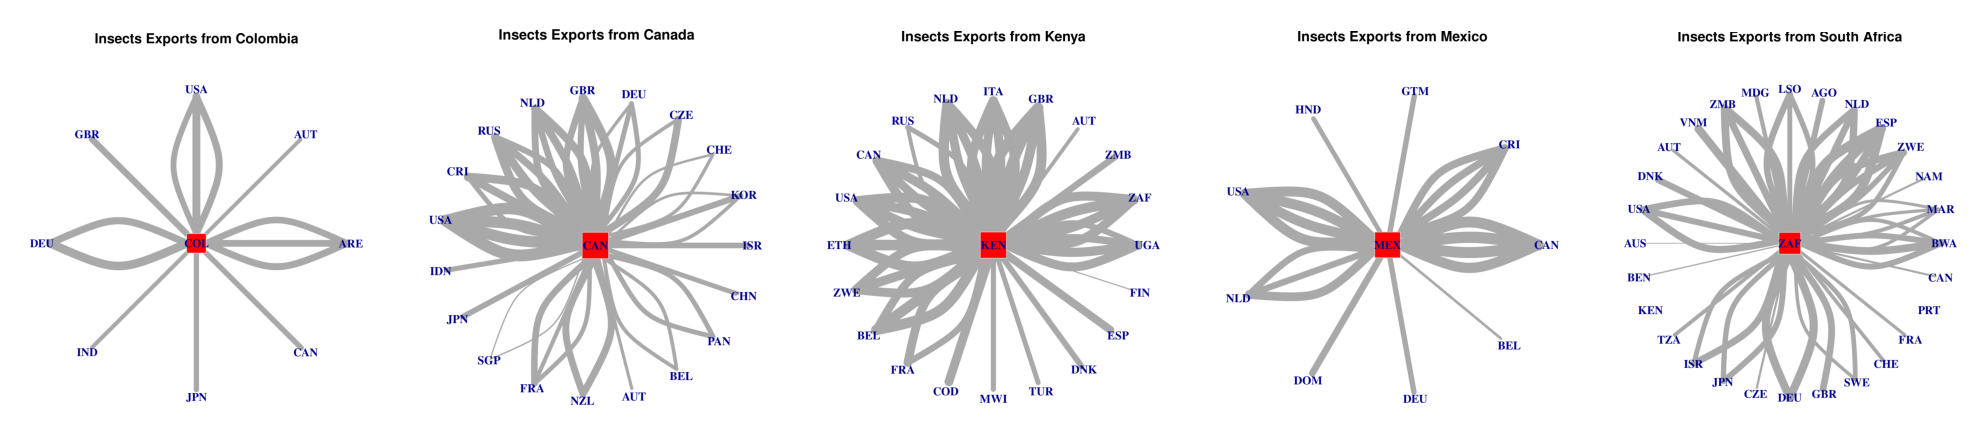 Insects Exports from Colombia
USA
GBR
AUT
DEU
COL
ARE
IND
CAN
JPN
Insects Exports from Canada
GBR
DEU
NLD
CZE
RUS
CHE
CRI
KOR
USA
CAN
ISR
IDN
CHN
JPN
PAN
SGP
BEL
FRA
AUT
NZL
Insects Exports from Kenya
ITA
NLD
GBR
RUS
AUT
CAN
ZMB
USA
ZAF
ETH
KEN
UGA
ZWE
FIN
BEL
ESP
FRA
DNK
COD
TUR
MWI
Insects Exports from Mexico
GTM
HND
CRI
USA
MEX
CAN
NLD
BEL
DOM
DEU
Insects Exports from South Africa
LSO
MDG
AGO
ZMB
NLD
VNM
ESP
AUT
ZWE
DNK
NAM
USA
MAR
AUS
ZAF
BWA
BEN
CAN
KEN
PRT
TZA
FRA
ISR
CHE
JPN
SWE
CZE
GBR
DEU